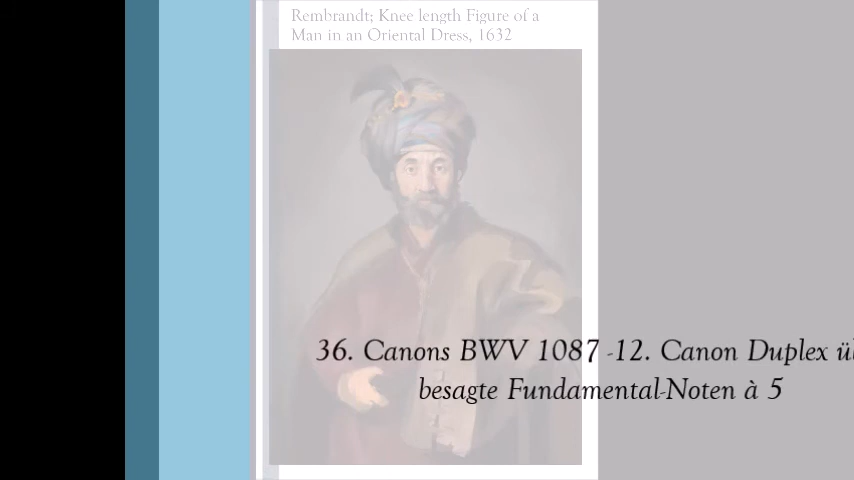 Rembrandt; Knee length Figure of a
Man in an Oriental Dress, 1632
36. Canons BWV 1087 -12. Canon Duplex
besagte Fundamental-Noten à 5